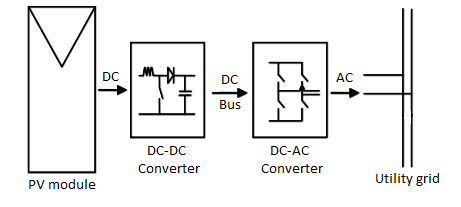 DC
DC
Bus
AC
DC-DC
Converter
DC-AC
Converter
PV module
Utility grid